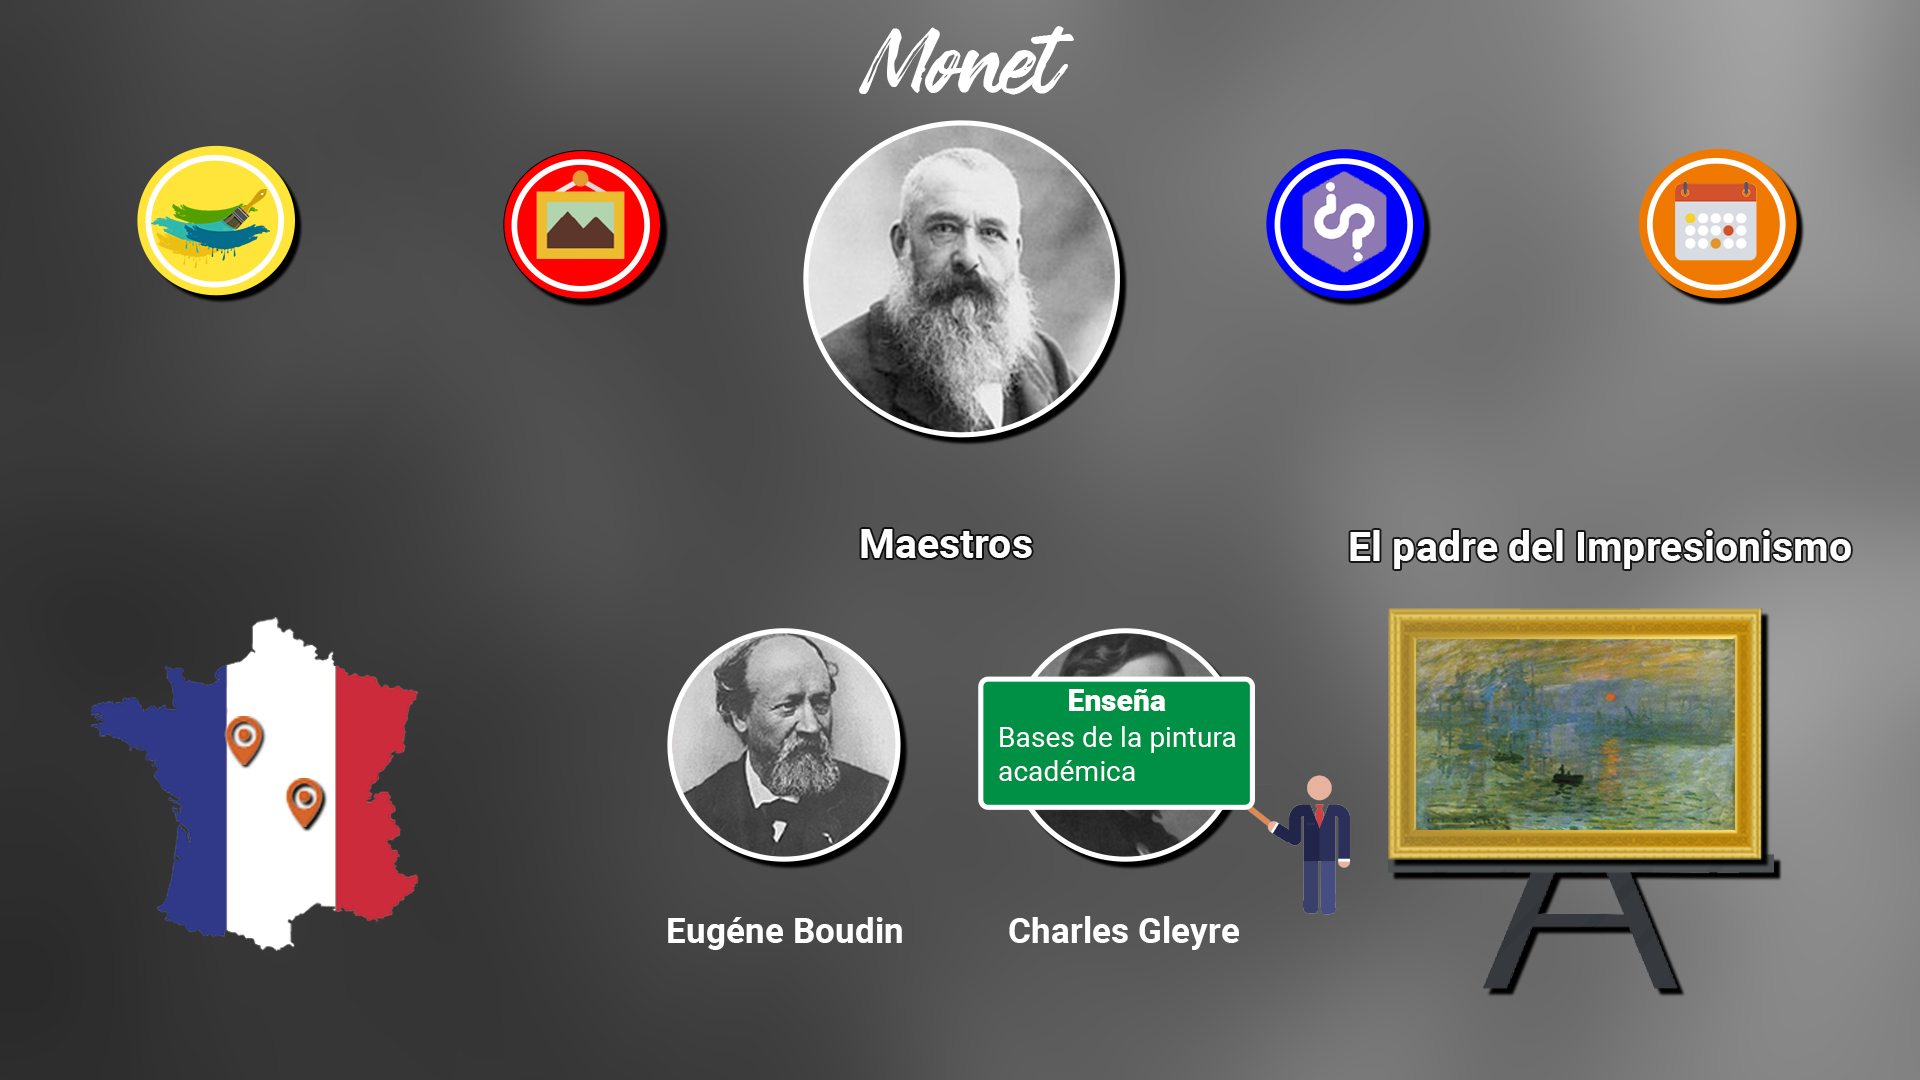 Monet
Maestros
El padre del Impresionismo
Enseña
Bases de la pintura
académica
Eugéne Boudin
Charles Gleyre